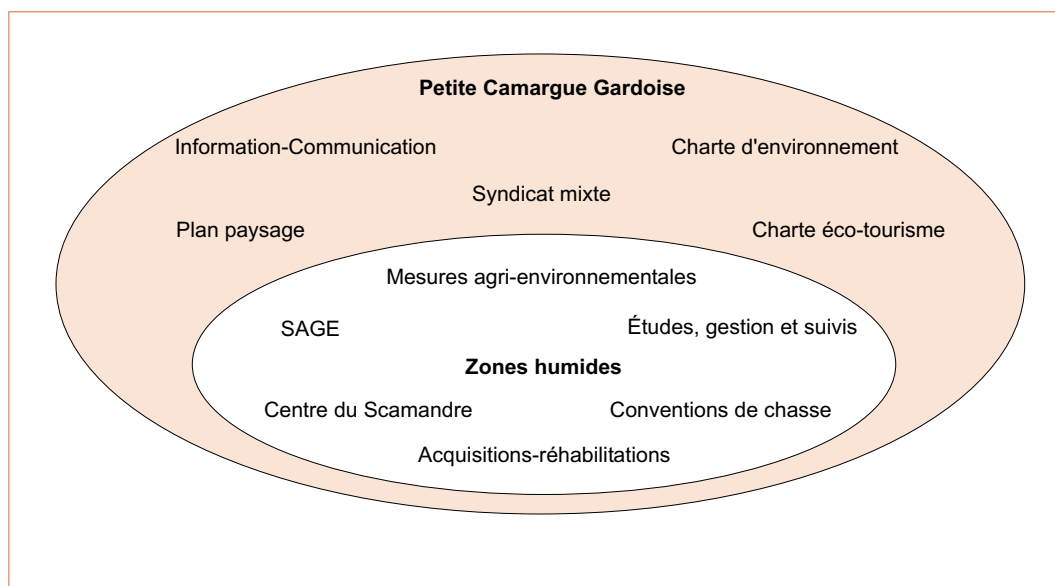 Petite Camargue Gardoise
Information-Communication
Charte d'environnement
Syndicat mixte
Plan paysage
Charte éco-tourisme
Mesures agri-environnementales
SAGE
Études, gestion et suivis
Zones humides
Centre du Scamandre
Conventions de chasse
Acquisitions-réhabilitations